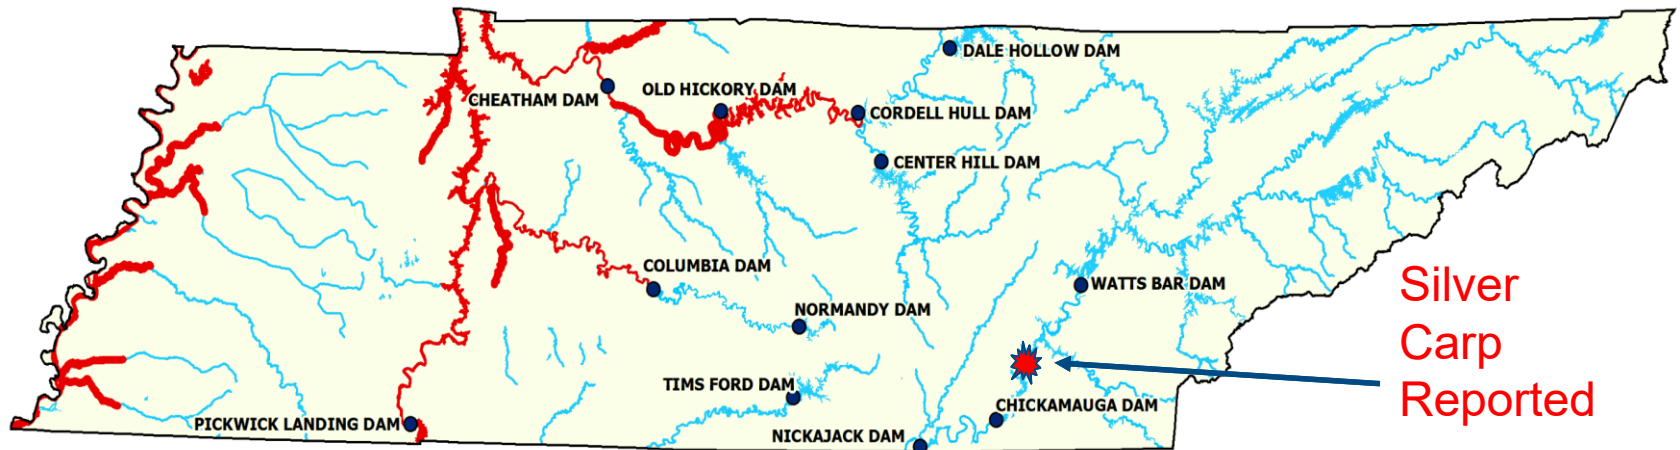 DALE HOLLOW DAM
OLD HICKORY DAM
CHEATHAM DAM
CORDELL HULL DAM
CENTER HILL DAM
COLUMBIA DAM
WATTS BAR DAM
NORMANDY DAM
TIMS FORD DAM
CHICKAMAUGA DAM
PICKWICK LANDING DAM
NICKAJACK DAM
Silver
Carp
Reported